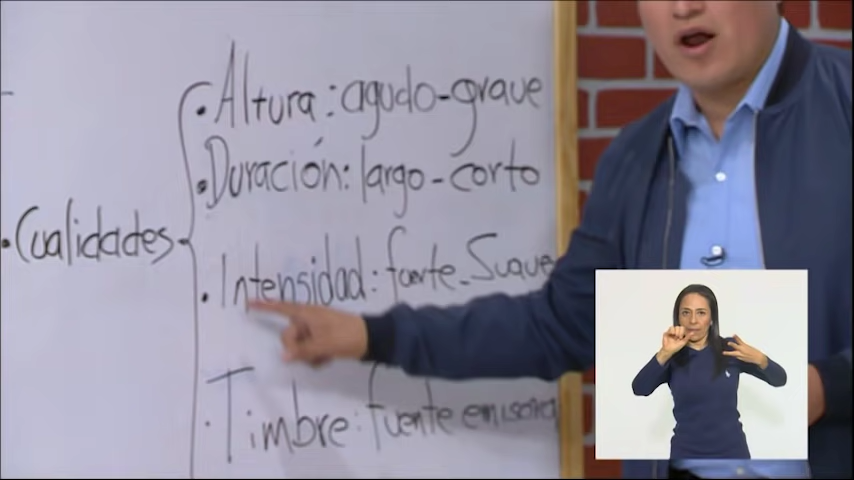 • Altura: agudo-grave
• Duración: largo-corto
• Cualidades
• Intensidad: fuerte-Suave
• Timbre: fuente emisora